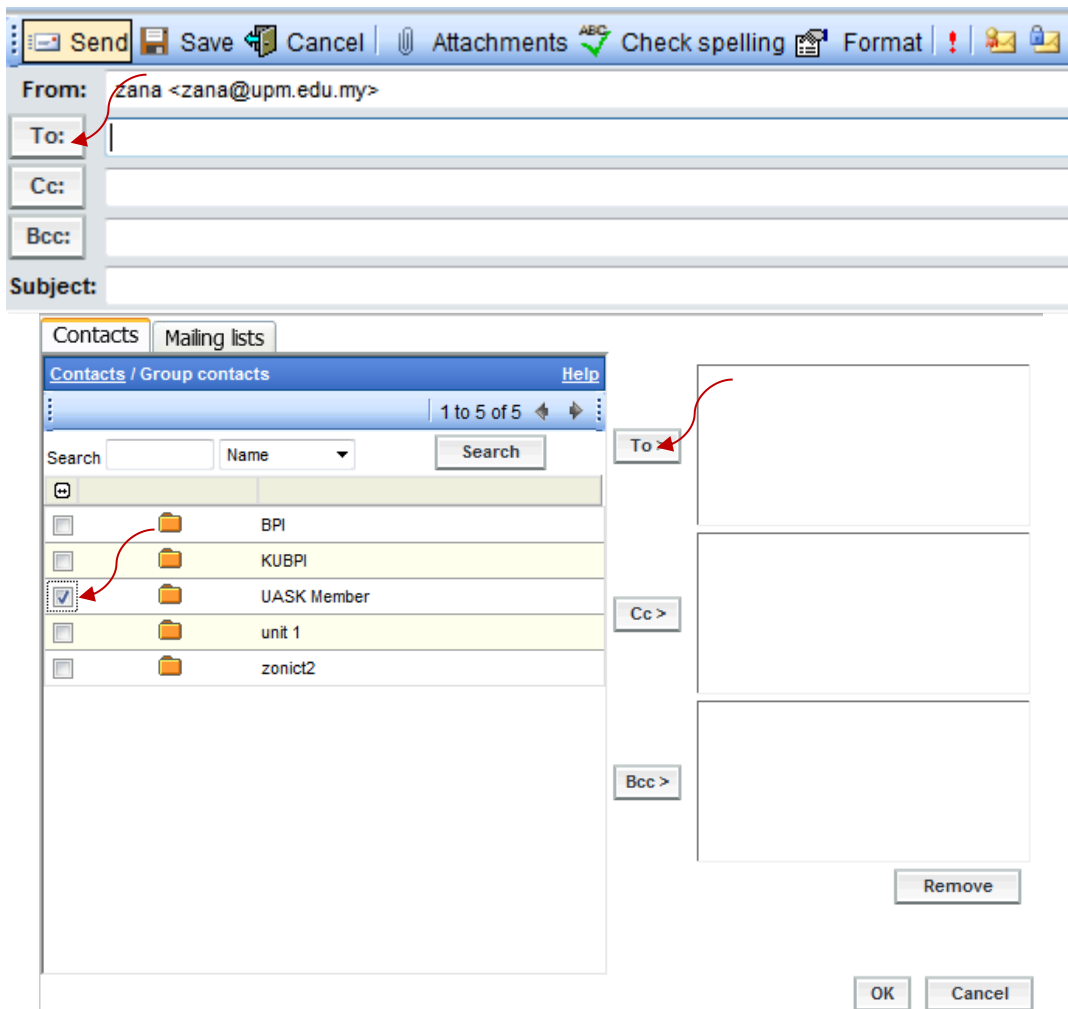 Send Save Cancel Attachments ABC Check spelling Format !
From: zana <zana@upm.edu.my>
To:
Cc:
Bcc:
Subject:
Contacts Mailing lists
Contacts / Group contacts Help
1 to 5 of 5
Search Name Search
BPI
KUBPI
UASK Member
unit 1
zonict2
To >
Cc >
Bcc >
Remove
OK Cancel